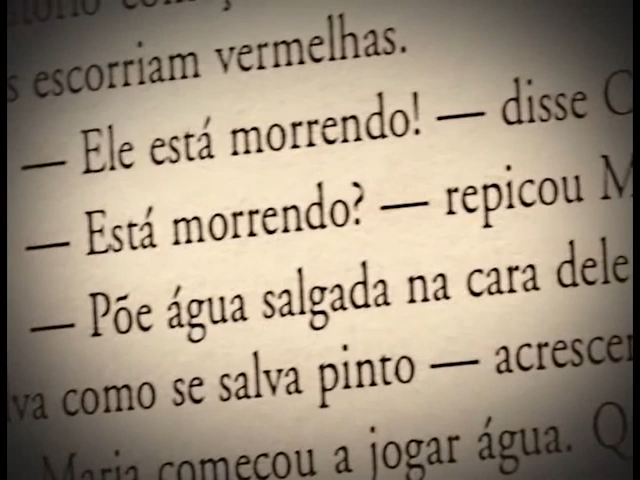 s escorriam vermelhas.
— Ele está morrendo! — disse
— Está morrendo? — repicou
— Põe água salgada na cara dele
va como se salva pinto — acrescen
Maria começou a jogar água.